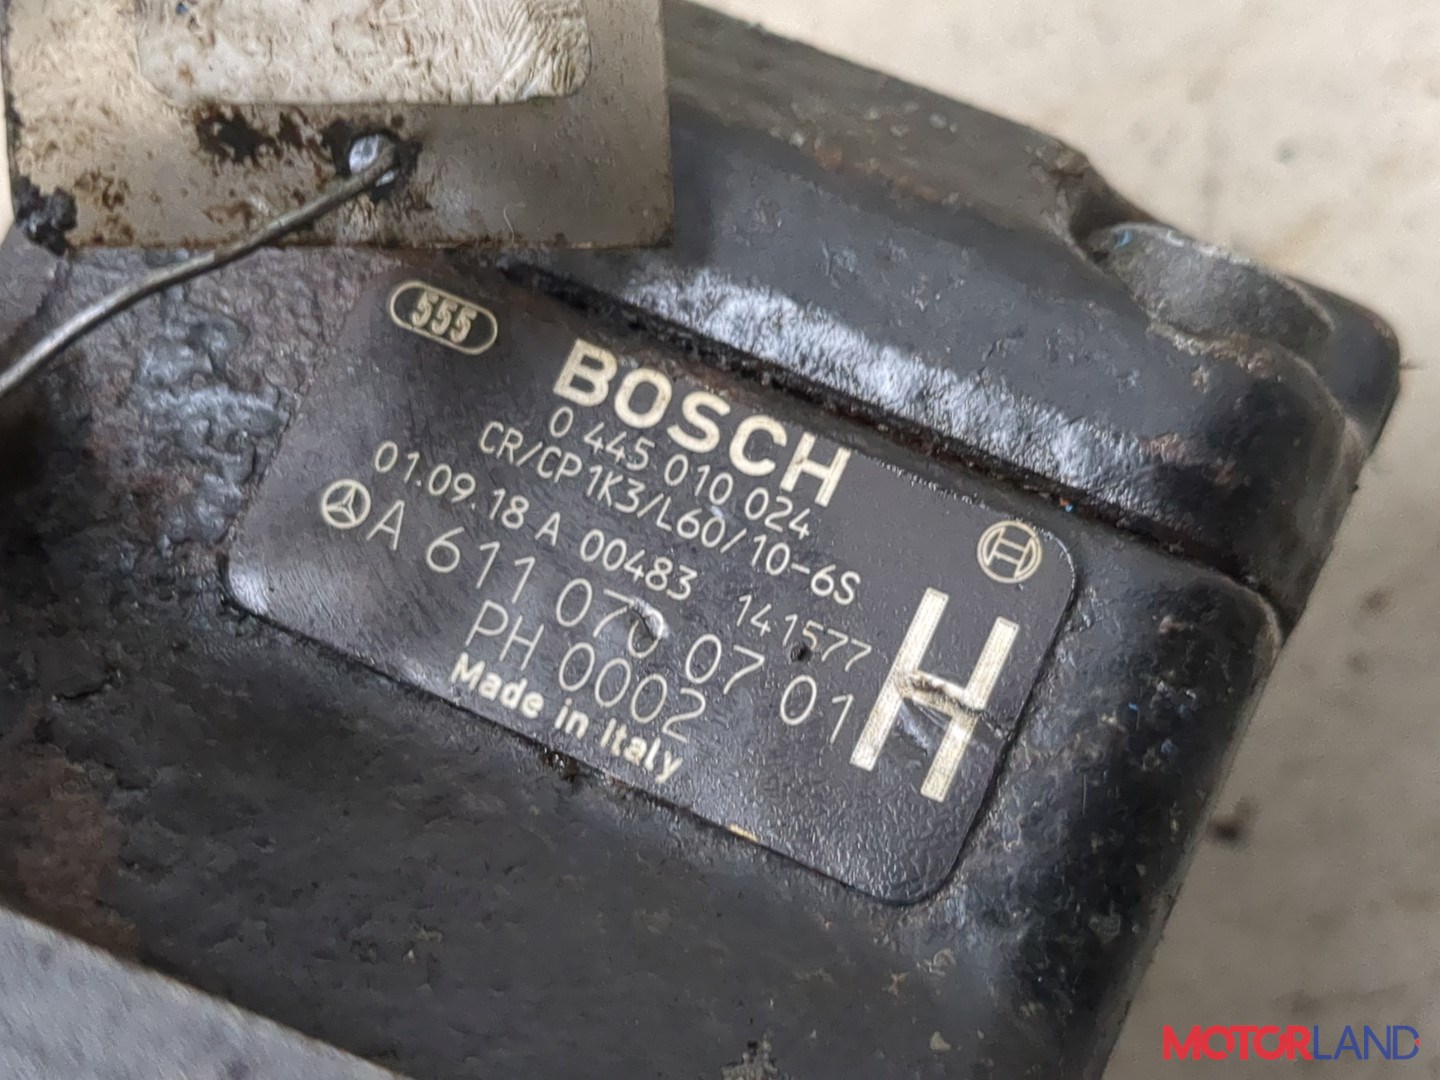 555
BOSCH
0 445 010 024
CR/CP1K3/L60/10-6S
01.09.18 A 00483 141577
A 611 070 07 01
PH 0002
Made in Italy
H
MOTORLAND